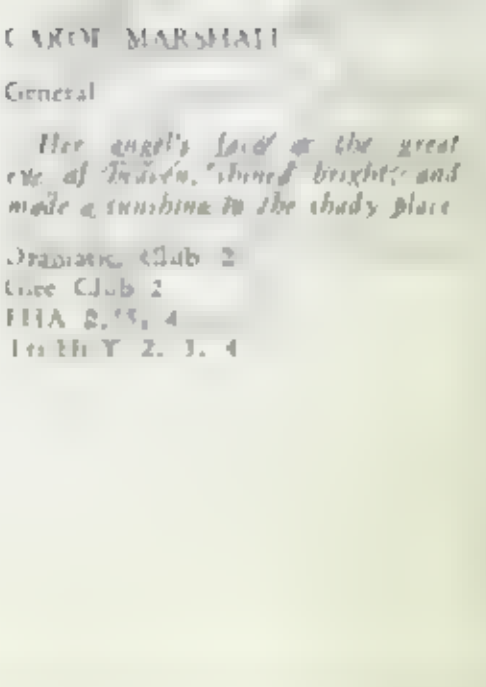 CAROL MARSHALL
General
Her angel's face as the great
eye of heaven, shined bright, and
made a sunshine in the shady place
Dramatic Club 2
Glee Club 2
FHA 2, 3, 4
Tri-Hi-Y 2, 3, 4